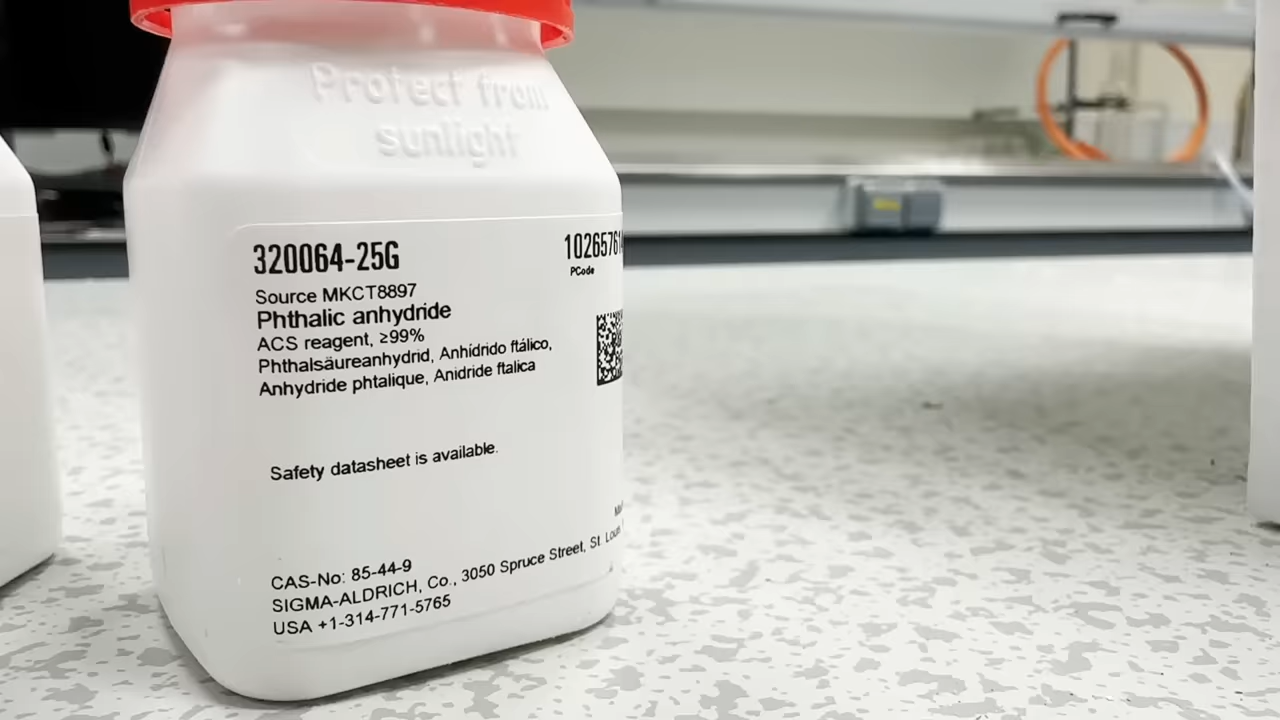 Protect from
sunlight
320064-25G
1026576
PCode
Source MKCT8897
Phthalic anhydride
ACS reagent, ≥99%
Phthalsäureanhydrid, Anhídrido ftálico,
Anhydride phtalique, Anidride ftalica
Safety datasheet is available.
CAS-No: 85-44-9
SIGMA-ALDRICH, Co., 3050 Spruce Street, St
USA +1-314-771-5765